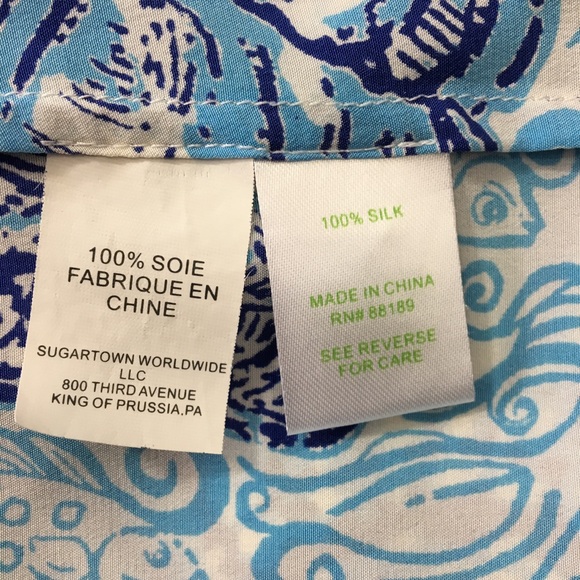 100% SOIE
FABRIQUE EN
CHINE
SUGARTOWN WORLDWIDE
LLC
800 THIRD AVENUE
KING OF PRUSSIA,PA
100% SILK
MADE IN CHINA
RN# 88189
SEE REVERSE
FOR CARE